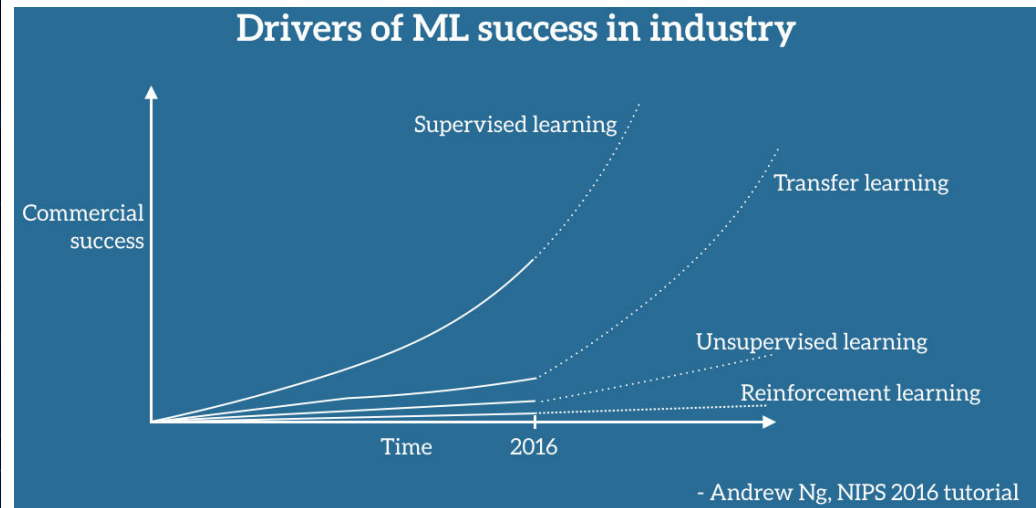 Drivers of ML success in industry
Supervised learning
Transfer learning
Commercial
success
Unsupervised learning
Reinforcement learning
Time
2016
- Andrew Ng, NIPS 2016 tutorial